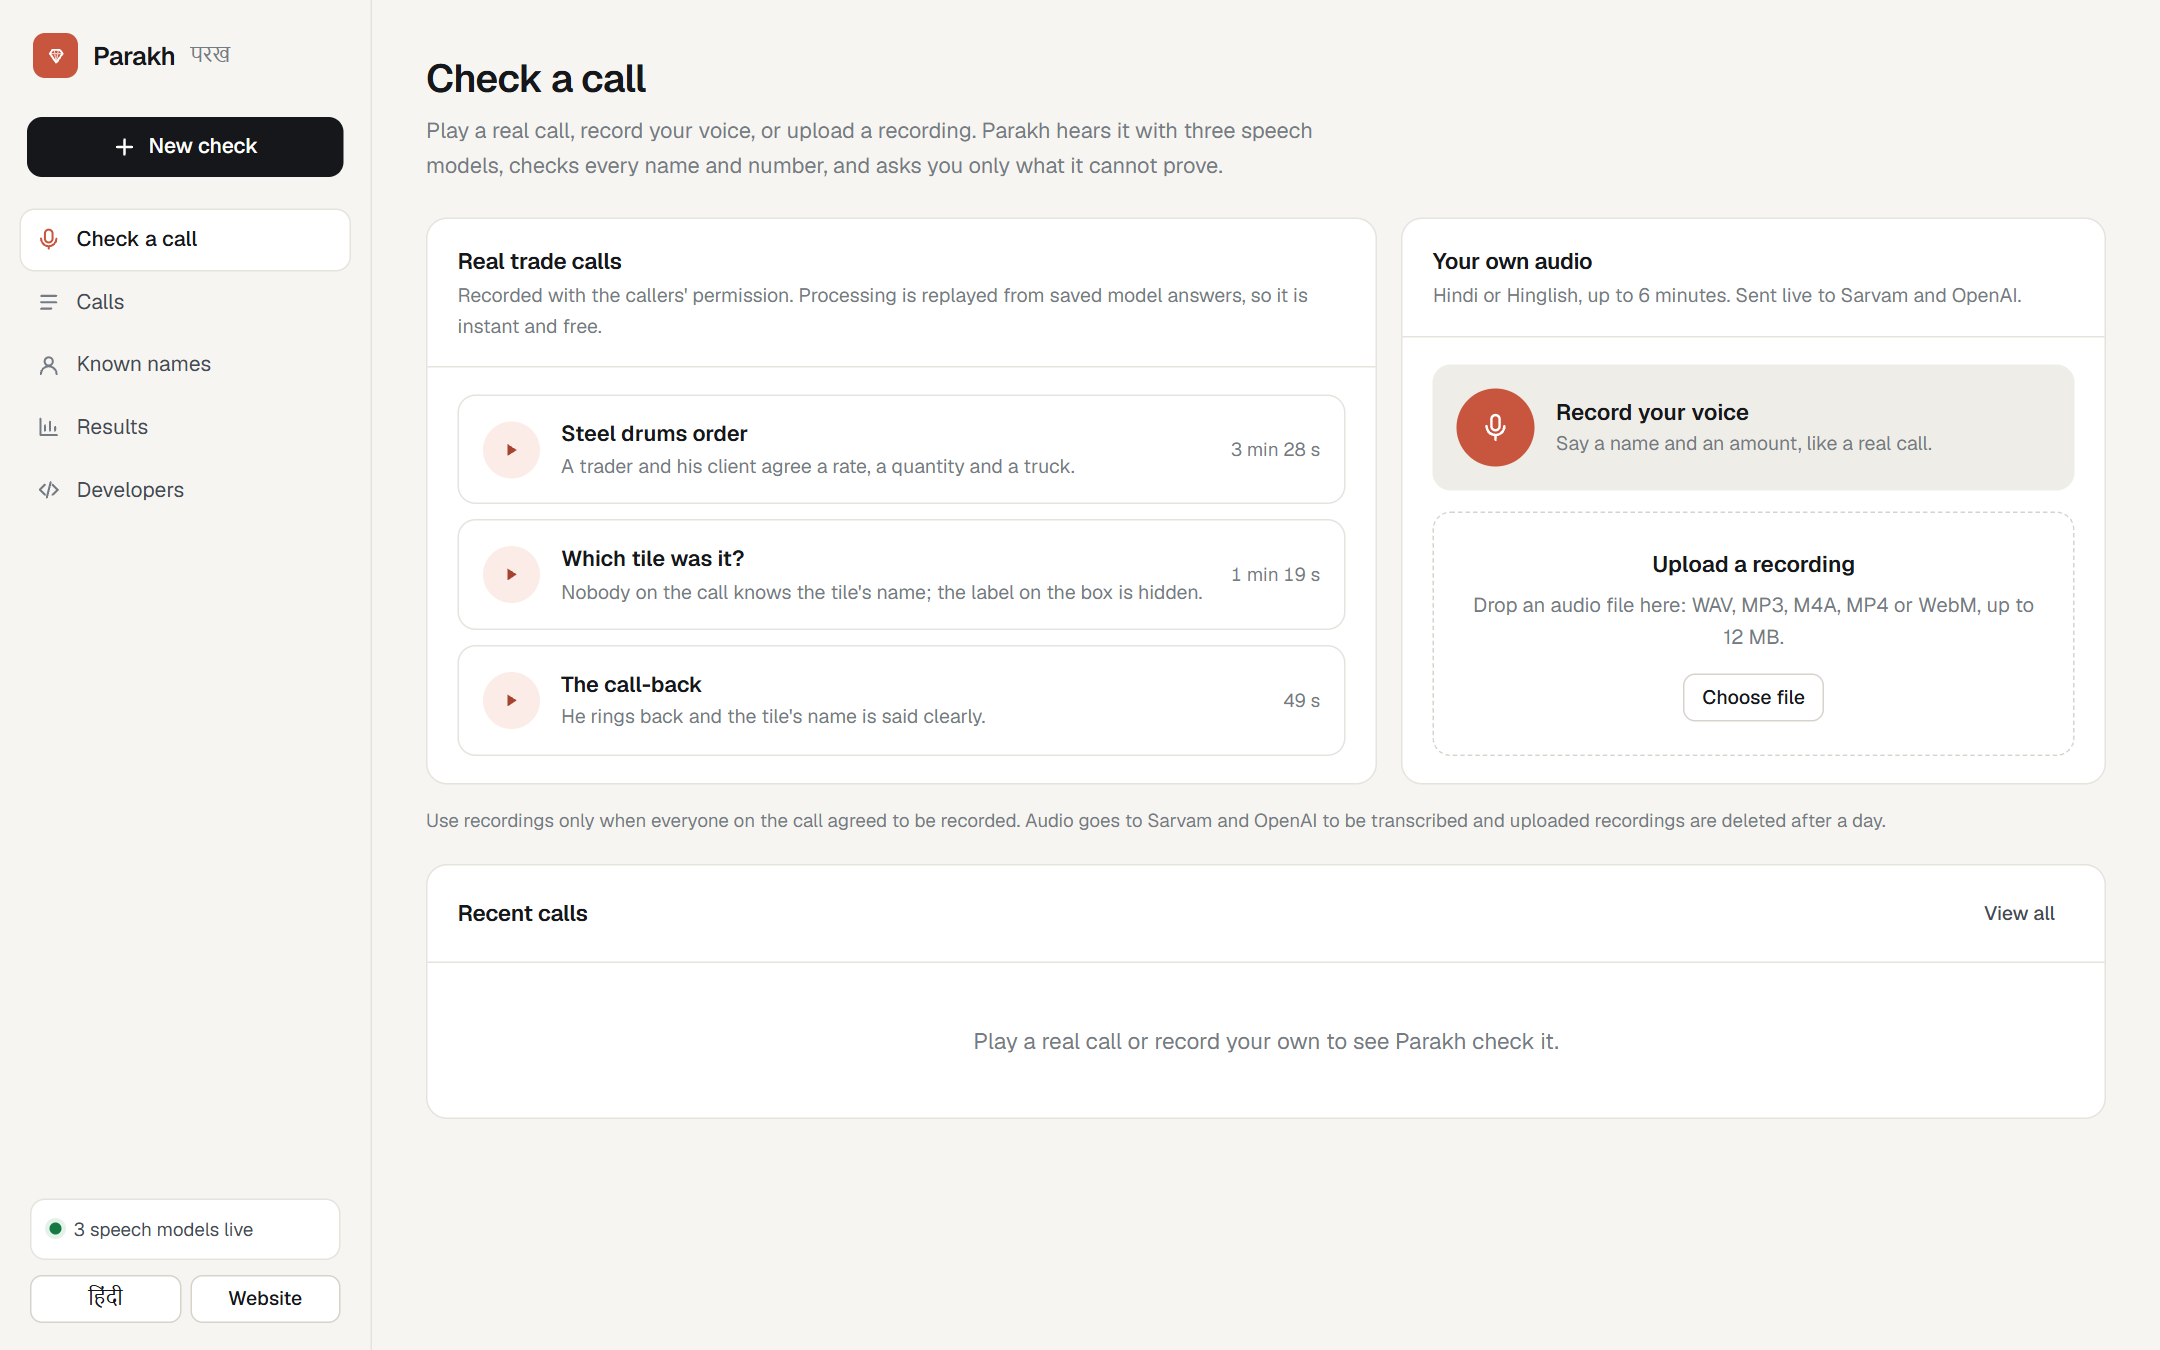 Parakh परख
New check
Check a call
Calls
Known names
Results
Developers
3 speech models live
हिंदी
Website
Check a call
Play a real call, record your voice, or upload a recording. Parakh hears it with three speech
models, checks every name and number, and asks you only what it cannot prove.
Real trade calls
Recorded with the callers' permission. Processing is replayed from saved model answers, so it is
instant and free.
Steel drums order
A trader and his client agree a rate, a quantity and a truck.
3 min 28 s
Which tile was it?
Nobody on the call knows the tile's name; the label on the box is hidden.
1 min 19 s
The call-back
He rings back and the tile's name is said clearly.
49 s
Your own audio
Hindi or Hinglish, up to 6 minutes. Sent live to Sarvam and OpenAI.
Record your voice
Say a name and an amount, like a real call.
Upload a recording
Drop an audio file here: WAV, MP3, M4A, MP4 or WebM, up to
12 MB.
Choose file
Use recordings only when everyone on the call agreed to be recorded. Audio goes to Sarvam and OpenAI to be transcribed and uploaded recordings are deleted after a day.
Recent calls
View all
Play a real call or record your own to see Parakh check it.